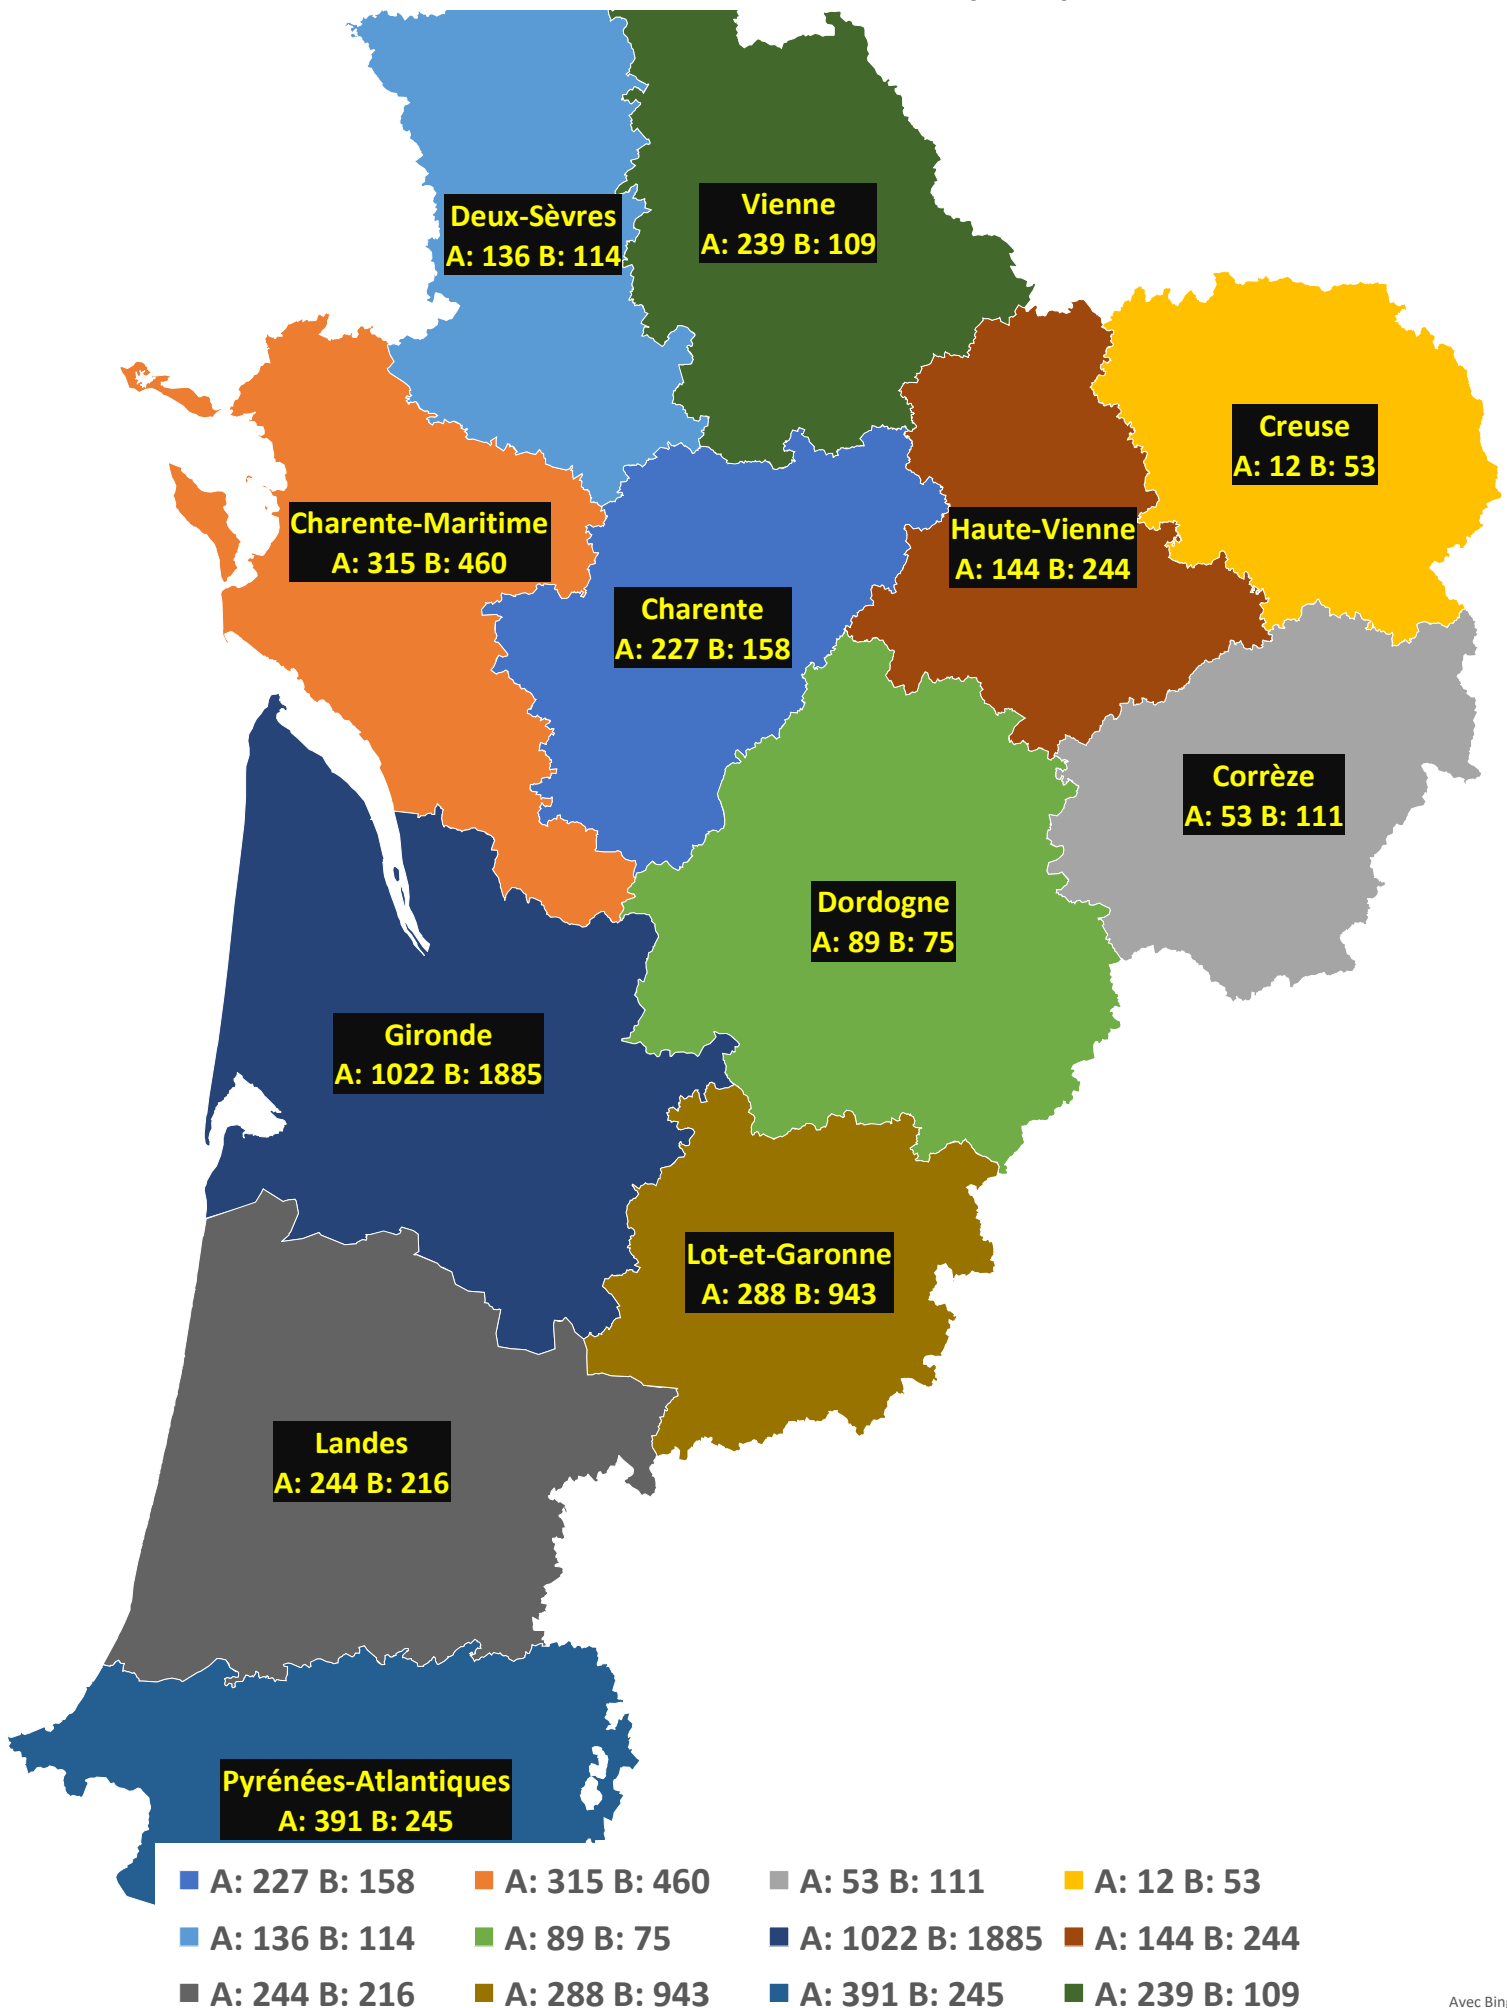 Vienne
A: 239 B: 109
Deux-Sèvres
A: 136 B: 114
Creuse
A: 12 B: 53
Charente-Maritime
A: 315 B: 460
Haute-Vienne
A: 144 B: 244
Charente
A: 227 B: 158
Corrèze
A: 53 B: 111
Dordogne
A: 89 B: 75
Gironde
A: 1022 B: 1885
Lot-et-Garonne
A: 288 B: 943
Landes
A: 244 B: 216
Pyrénées-Atlantiques
A: 391 B: 245
A: 227 B: 158 A: 315 B: 460 A: 53 B: 111 A: 12 B: 53
A: 136 B: 114 A: 89 B: 75 A: 1022 B: 1885 A: 144 B: 244
A: 244 B: 216 A: 288 B: 943 A: 391 B: 245 A: 239 B: 109
Avec Bin